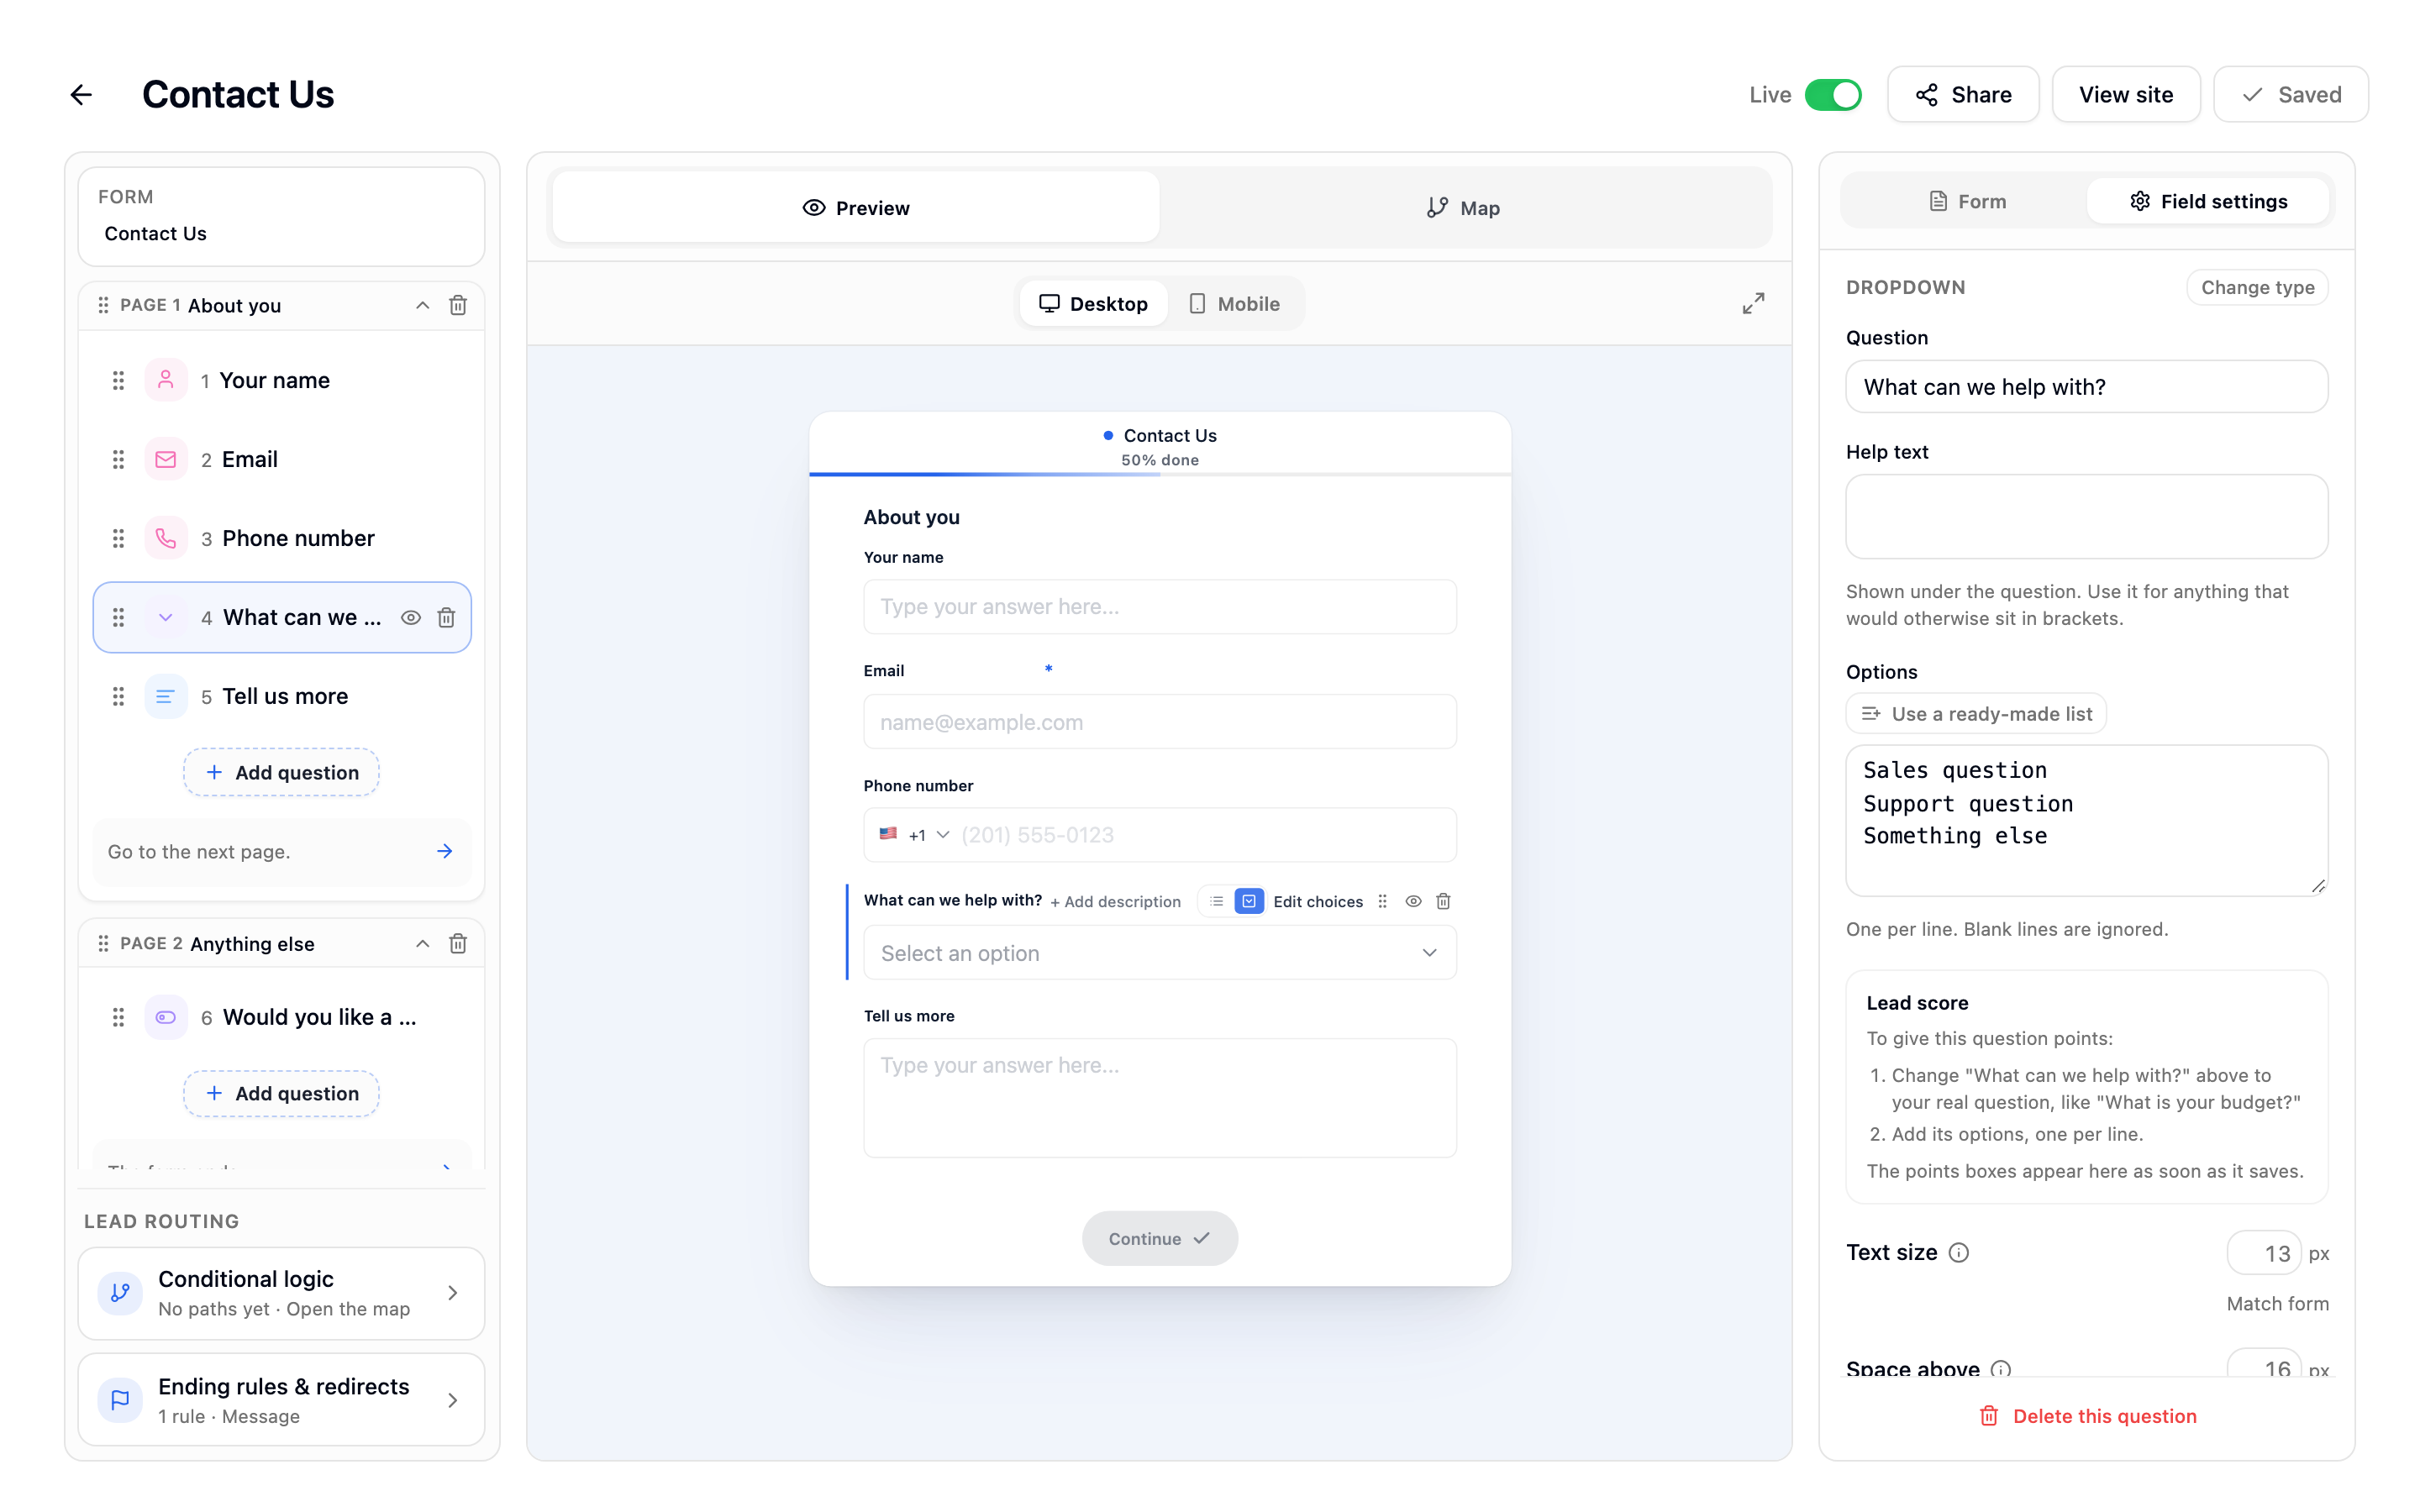 Contact Us
Live
Share
View site
Saved
FORM
Contact Us
PAGE 1 About you
1 Your name
2 Email
3 Phone number
4 What can we ...
5 Tell us more
+ Add question
Go to the next page.
PAGE 2 Anything else
6 Would you like a ...
+ Add question
The form ends
LEAD ROUTING
Conditional logic
No paths yet · Open the map
Ending rules & redirects
1 rule · Message
Preview
Map
Desktop
Mobile
Contact Us
50% done
About you
Your name
Type your answer here...
Email *
name@example.com
Phone number
+1 (201) 555-0123
What can we help with? + Add description Edit choices
Select an option
Tell us more
Type your answer here...
Continue
Form
Field settings
DROPDOWN
Change type
Question
What can we help with?
Help text
Shown under the question. Use it for anything that
would otherwise sit in brackets.
Options
Use a ready-made list
Sales question
Support question
Something else
One per line. Blank lines are ignored.
Lead score
To give this question points:
1. Change "What can we help with?" above to
your real question, like "What is your budget?"
2. Add its options, one per line.
The points boxes appear here as soon as it saves.
Text size 13 px
Match form
Space above 16 px
Delete this question